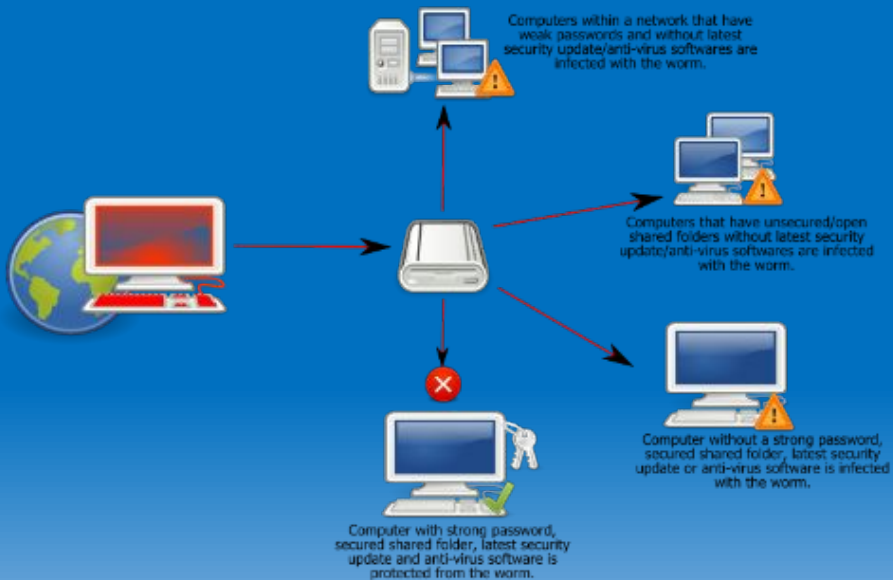 Computers within a network that have
weak passwords and without latest
security update/anti-virus softwares are
infected with the worm.
Computers that have unsecured/open
shared folders without latest security
update/anti-virus softwares are infected
with the worm.
Computer without a strong password,
secured shared folder, latest security
update or anti-virus software is infected
with the worm.
Computer with strong password,
secured shared folder, latest security
update and anti-virus software is
protected from the worm.